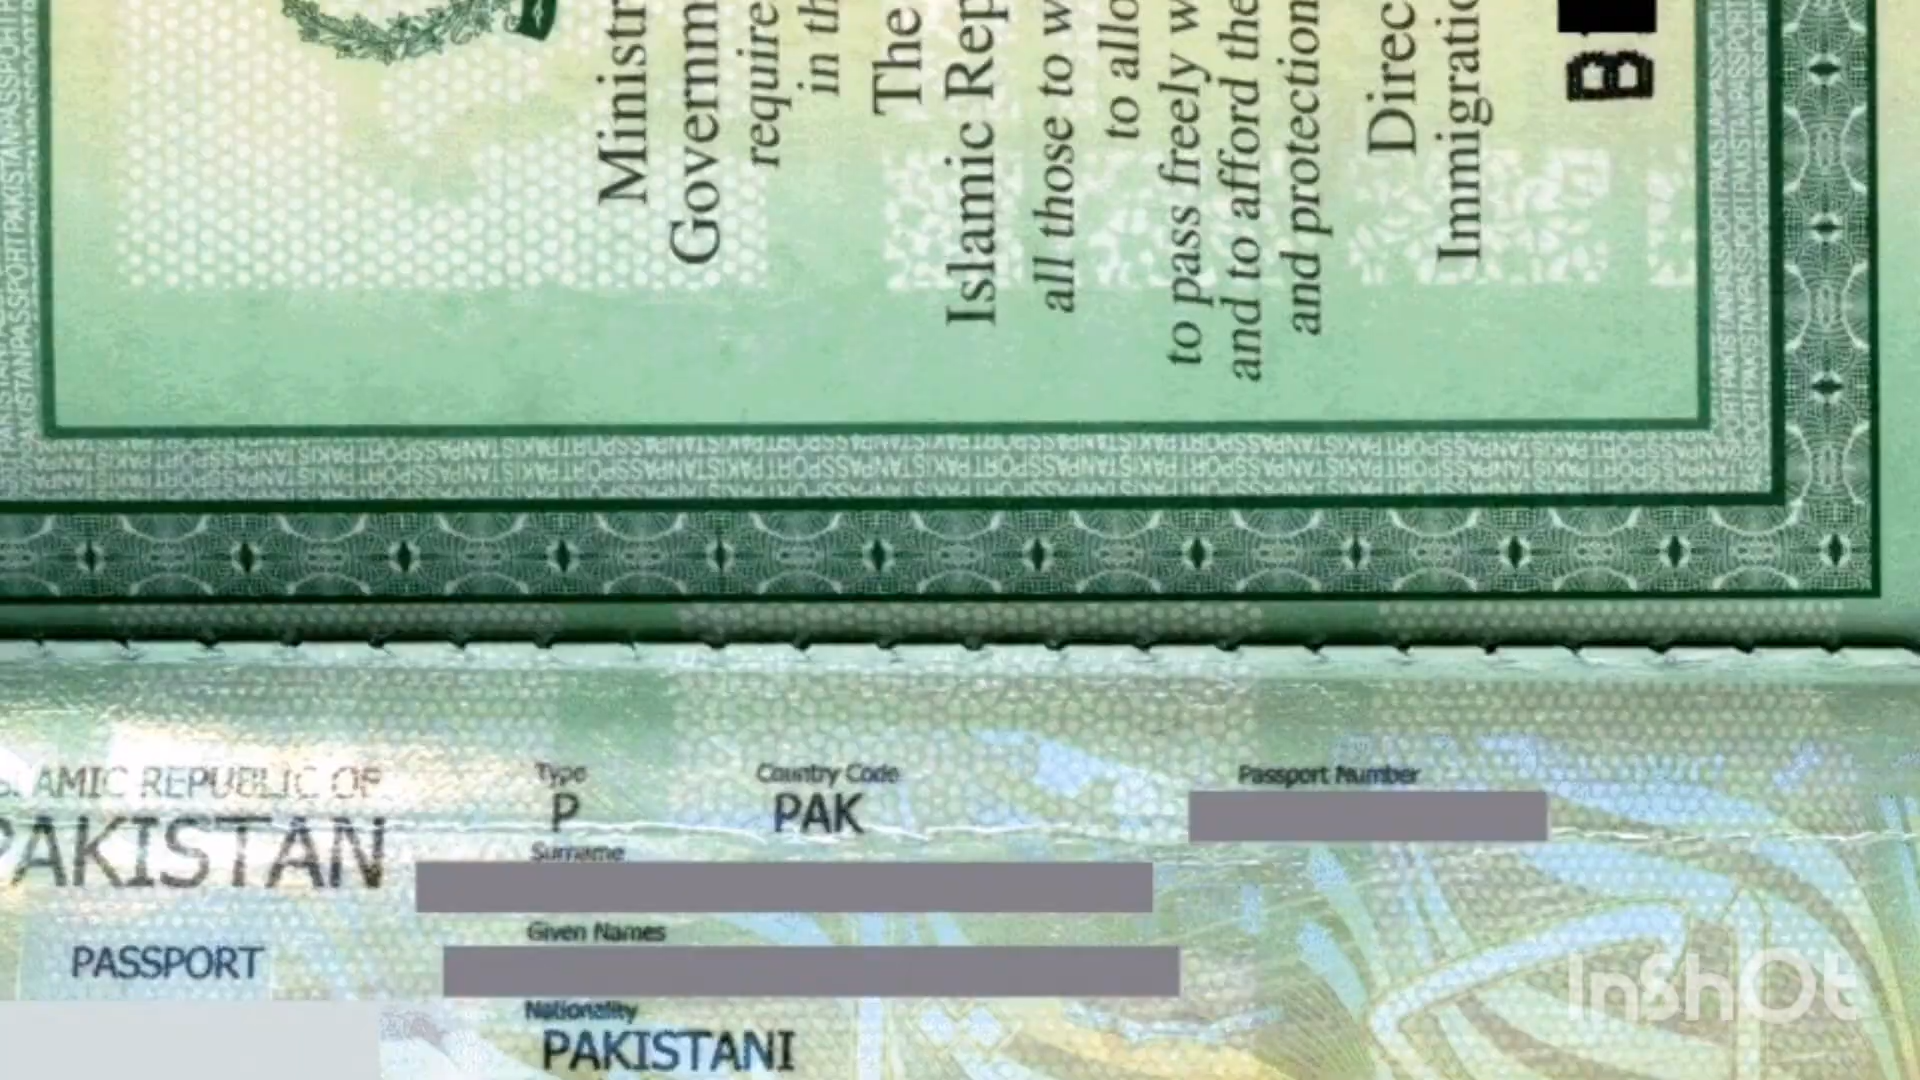 Ministr
Governm
require
in th
The
Islamic Rep
all those to w
to allo
to pass freely w
and to afford the
and protection
Direc
Immigratio
B
ISLAMIC REPUBLIC OF
PAKISTAN
PASSPORT
Type
P
Country Code
PAK
Passport Number
Surname
Given Names
Nationality
PAKISTANI
InShOt